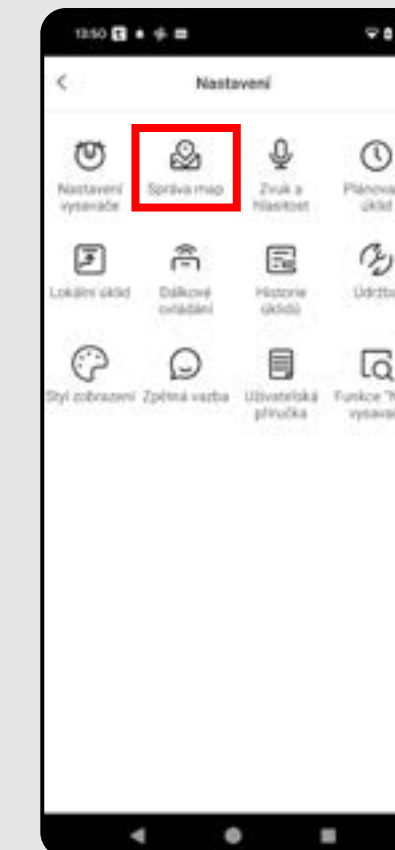 13:50
Nastavení
Nastavení
vysavače
Správa map
Zvuk a
hlasitost
Plánova
úklid
Lokální úklid
Dálkové
ovládání
Historie
úklidů
Údržba
Styl zobrazení
Zpětná vazba
Uživatelská
příručka
Funkce "N
vysavač